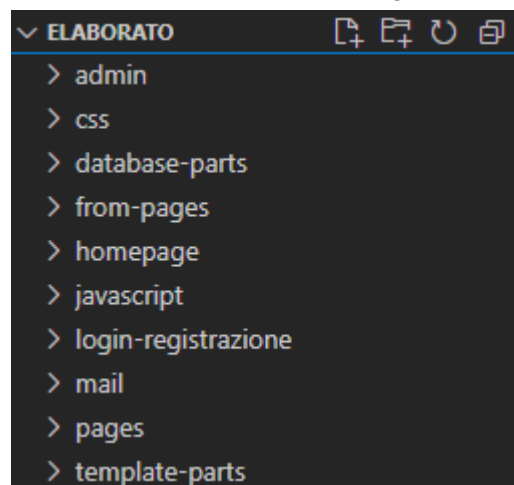 ELABORATO
admin
css
database-parts
from-pages
homepage
javascript
login-registrazione
mail
pages
template-parts